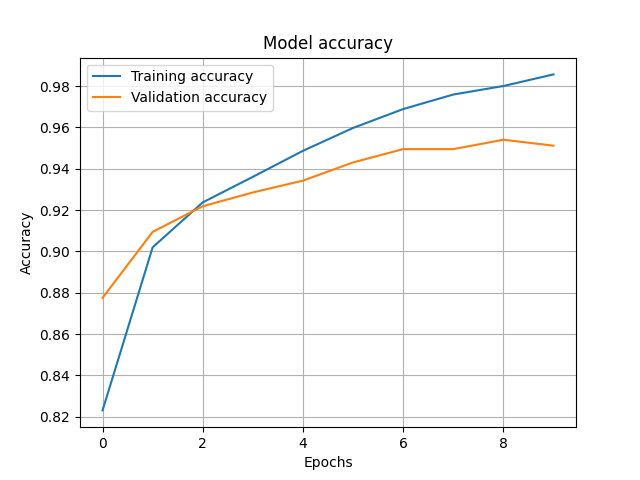 Model accuracy
Training accuracy
Validation accuracy
0.98
0.96
0.94
0.92
0.90
0.88
0.86
0.84
0.82
Accuracy
0 2 4 6 8
Epochs